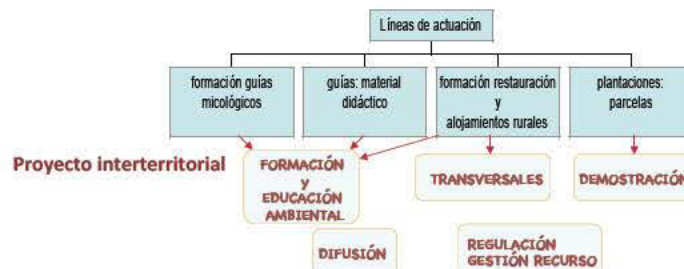 Líneas de actuación
formación guías
micológicos
guías: material
didáctico
formación restauración
y
alojamientos rurales
plantaciones:
parcelas
Proyecto interterritorial
FORMACIÓN
y
EDUCACIÓN
AMBIENTAL
TRANSVERSALES
DEMOSTRACIÓN
DIFUSIÓN
REGULACIÓN
GESTIÓN RECURSO